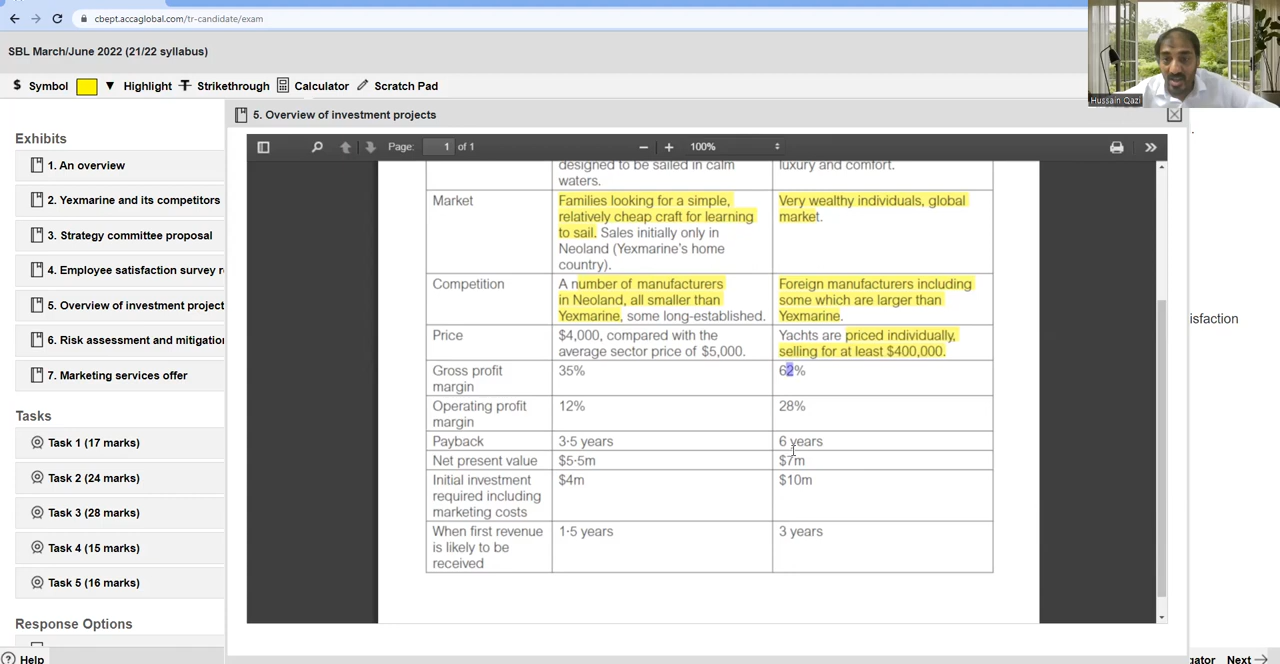 cbept.accaglobal.com/tr-candidate/exam
SBL March/June 2022 (21/22 syllabus)
$ Symbol ▼ Highlight Strikethrough Calculator Scratch Pad
Hussain Qazi
Exhibits
1. An overview
2. Yexmarine and its competitors
3. Strategy committee proposal
4. Employee satisfaction survey r
5. Overview of investment project
6. Risk assessment and mitigation
7. Marketing services offer
Tasks
Task 1 (17 marks)
Task 2 (24 marks)
Task 3 (28 marks)
Task 4 (15 marks)
Task 5 (16 marks)
Response Options
Help
5. Overview of investment projects
Page: 1 of 1
100%
designed to be sailed in calm
waters.
luxury and comfort.
Market
Families looking for a simple,
relatively cheap craft for learning
to sail. Sales initially only in
Neoland (Yexmarine's home
country).
Very wealthy individuals, global
market.
Competition
A number of manufacturers
in Neoland, all smaller than
Yexmarine, some long-established.
Foreign manufacturers including
some which are larger than
Yexmarine.
Price
$4,000, compared with the
average sector price of $5,000.
Yachts are priced individually,
selling for at least $400,000.
Gross profit
margin
35%
62%
Operating profit
margin
12%
28%
Payback
3·5 years
6 years
Net present value
$5·5m
$7m
Initial investment
required including
marketing costs
$4m
$10m
When first revenue
is likely to be
received
1·5 years
3 years
isfaction
gator
Next